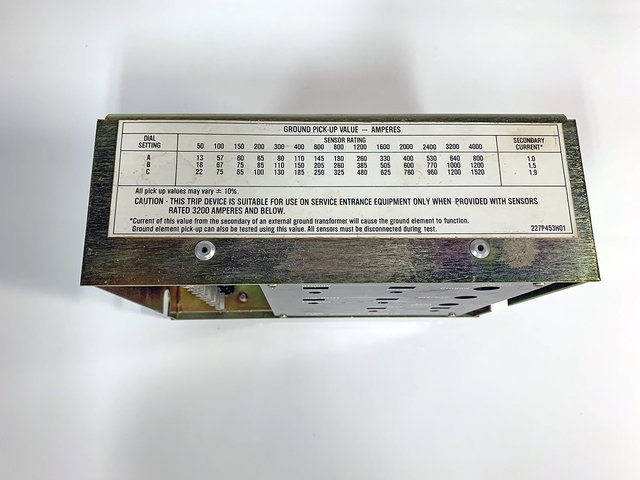 GROUND PICK-UP VALUE — AMPERES
DIAL SETTING SENSOR RATING SECONDARY CURRENT*
50 100 150 200 300 400 600 800 1200 1600 2000 2400 3200 4000
A 13 57 60 65 80 110 145 180 260 330 400 530 640 800 1.0
B 18 67 75 85 110 150 205 260 385 505 600 770 1000 1200 1.5
C 22 75 85 100 130 185 250 325 480 625 760 960 1200 1520 1.9
All pick up values may vary ± 10%.
CAUTION - THIS TRIP DEVICE IS SUITABLE FOR USE ON SERVICE ENTRANCE EQUIPMENT ONLY WHEN PROVIDED WITH SENSORS
RATED 3200 AMPERES AND BELOW.
*Current of this value from the secondary of an external ground transformer will cause the ground element to function.
Ground element pick-up can also be tested using this value. All sensors must be disconnected during test. 227P453H01